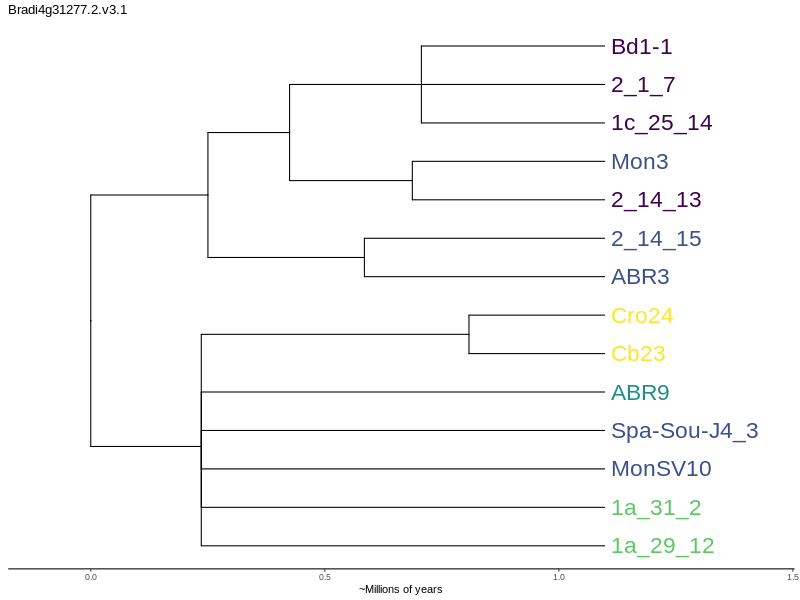 Bradi4g31277.2.v3.1
Bd1-1
2_1_7
1c_25_14
Mon3
2_14_13
2_14_15
ABR3
Cro24
Cb23
ABR9
Spa-Sou-J4_3
MonSV10
1a_31_2
1a_29_12
0.0 0.5 1.0 1.5
~Millions of years